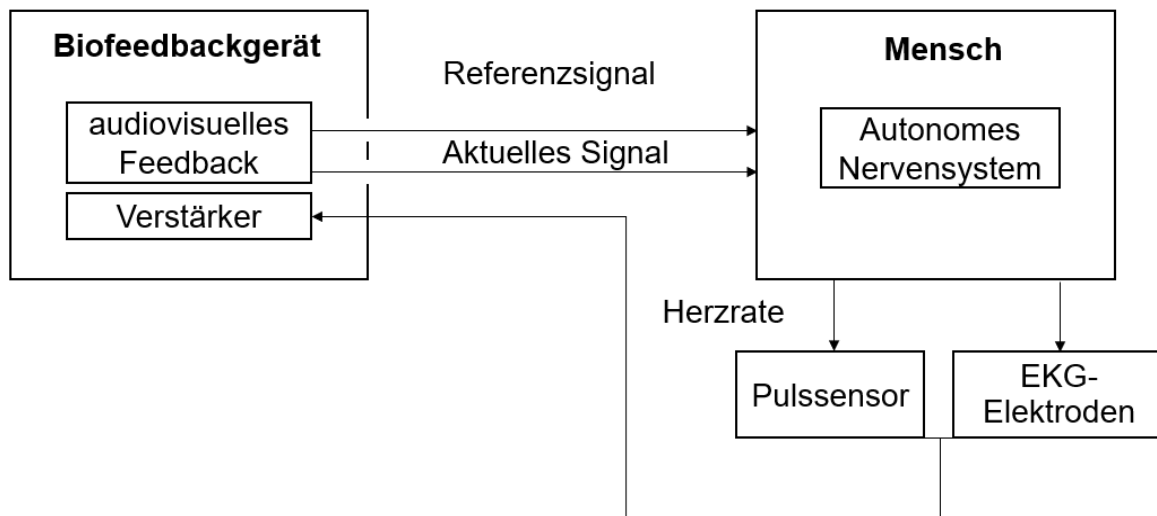 Biofeedbackgerät
audiovisuelles
Feedback
Verstärker
Referenzsignal
Aktuelles Signal
Mensch
Autonomes
Nervensystem
Herzrate
Pulssensor
EKG-
Elektroden